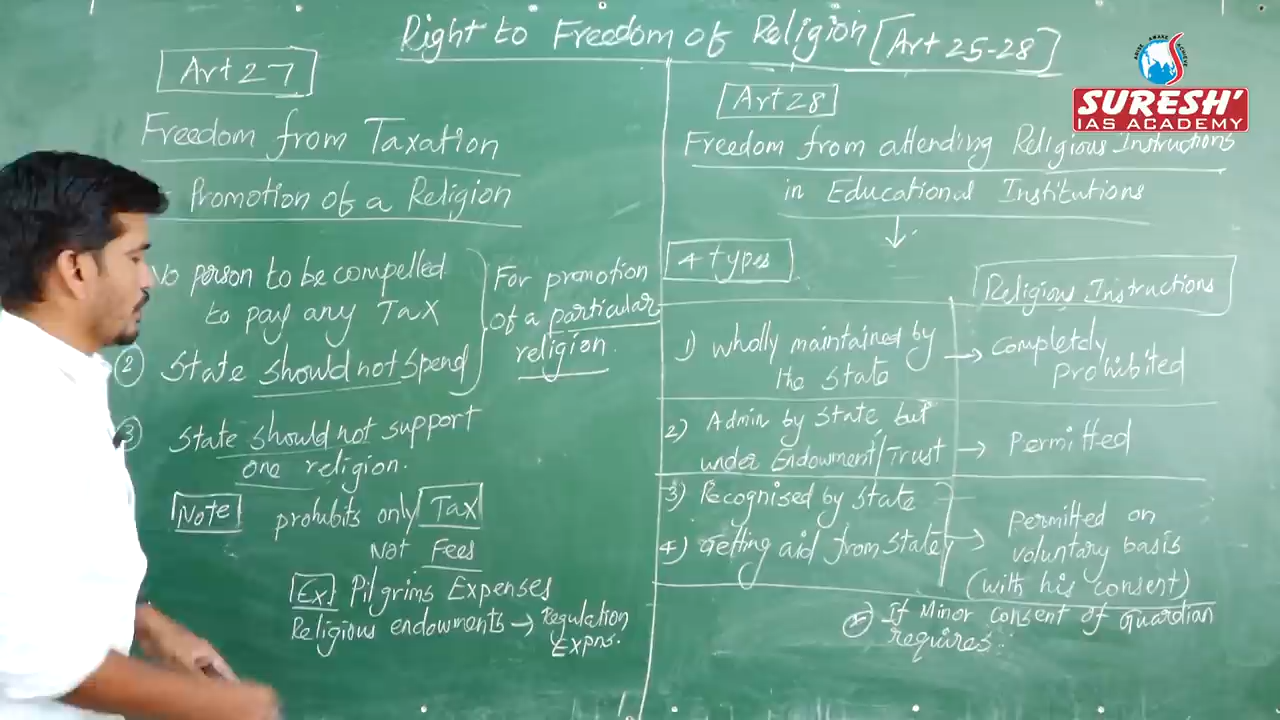 Right to Freedom of Religion [Art 25-28]
Art 27
Freedom from Taxation
Promotion of a Religion
No person to be compelled
to pay any Tax
② State should not spend
For promotion
of a particular
religion.
③ State should not support
one religion.
Note prohibits only Tax
Not Fees
Ex Pilgrims Expenses
Religious endowments → Regulation
Expns.
Art 28
Freedom from attending Religious Instructions
in Educational Institutions
4 types
Religious Instructions
1) Wholly maintained by
the State
→ Completely
Prohibited
2) Admin by State but
under Endowment/Trust
→ Permitted
3) Recognised by State
4) Getting aid from State
→ Permitted on
voluntary basis
(with his consent)
* If Minor Consent of Guardian
requires.
ARISE AWAKE ACHIEVE
SURESH'
IAS ACADEMY